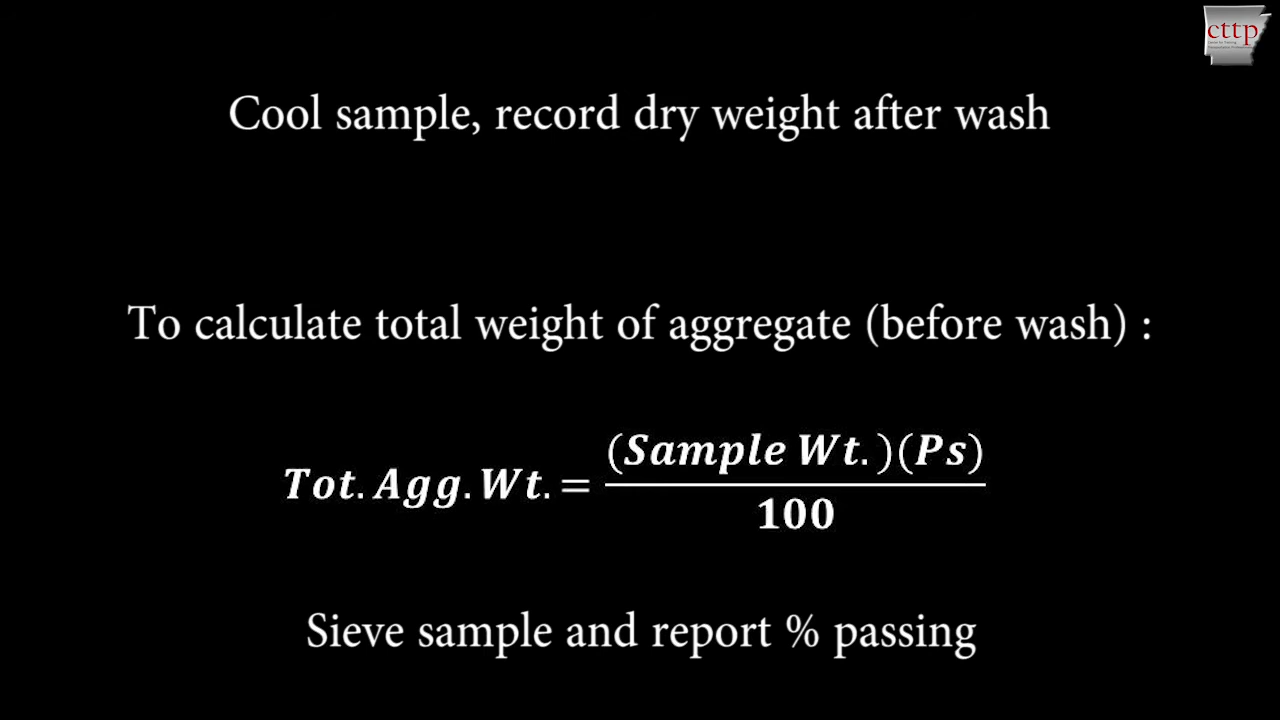 cttp
Cool sample, record dry weight after wash
To calculate total weight of aggregate (before wash) :
Tot. Agg. Wt. = (Sample Wt. )(Ps)
100
Sieve sample and report % passing